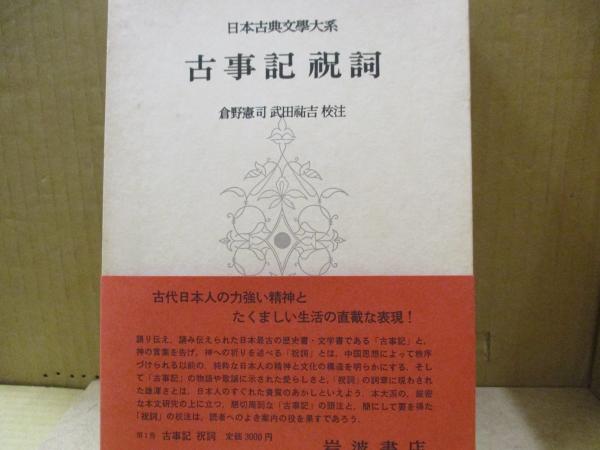 日本古典文學大系
古事記 祝詞
倉野憲司 武田祐吉 校注
古代日本人の力強い精神と
たくましい生活の直截な表現！
語り伝え、誦み伝えられた日本最古の歴史書・文学書である「古事記」と、
神の言葉を告げ、神への祈りを述べる「祝詞」とは、中国思想によって秩序
づけられる以前の、純粋な日本人の精神と文化の構造を明らかにする。そし
て「古事記」の物語や歌謡に示された愛らしさと、「祝詞」の詞章に現わされ
た雄渾さとは、日本人のすぐれた資質のあかしといえよう。本大系の、厳密
な本文研究の上に立つ、懇切周到な「古事記」の頭注と、簡にして要を得た
「祝詞」の校注は、読者へのよき案内の役を果すであろう。
第1巻 古事記 祝詞 定価 3000円
岩波書店